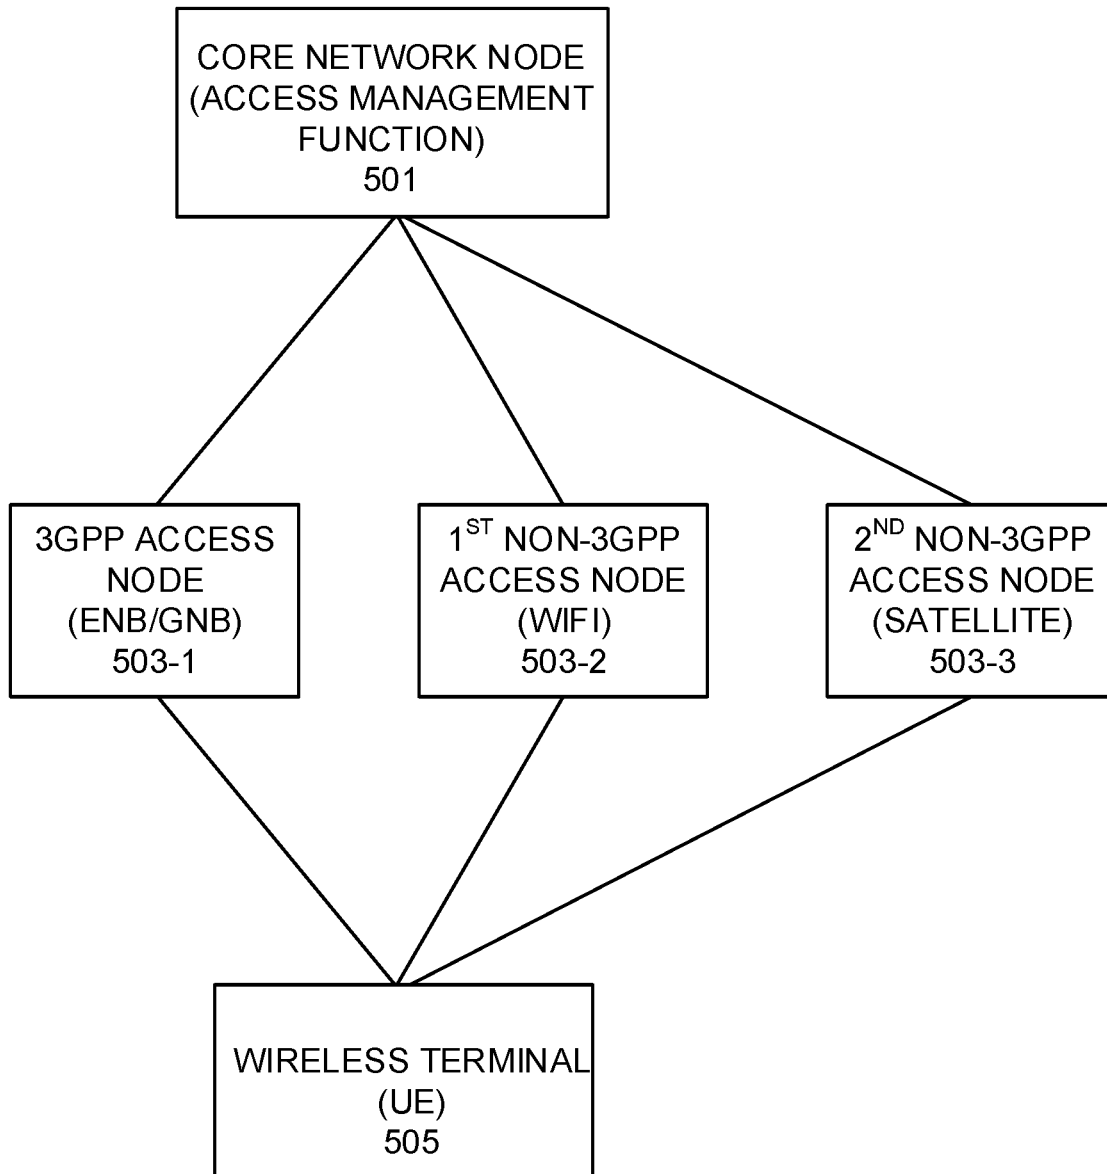 CORE NETWORK NODE
(ACCESS MANAGEMENT
FUNCTION)
501
3GPP ACCESS
NODE
(ENB/GNB)
503-1
1ST NON-3GPP
ACCESS NODE
(WIFI)
503-2
2ND NON-3GPP
ACCESS NODE
(SATELLITE)
503-3
WIRELESS TERMINAL
(UE)
505